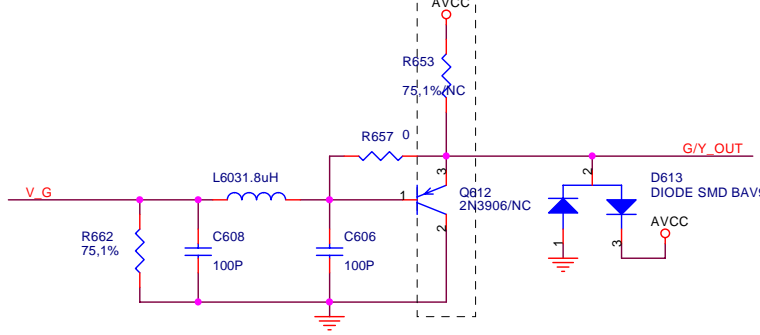 AVCC
R653
75,1%/NC
R657 0
G/Y_OUT
L6031.8uH
V_G
1
3
Q612
2N3906/NC
2
2
D613
DIODE SMD BAV9
AVCC
1
3
R662
75,1%
C608
100P
C606
100P